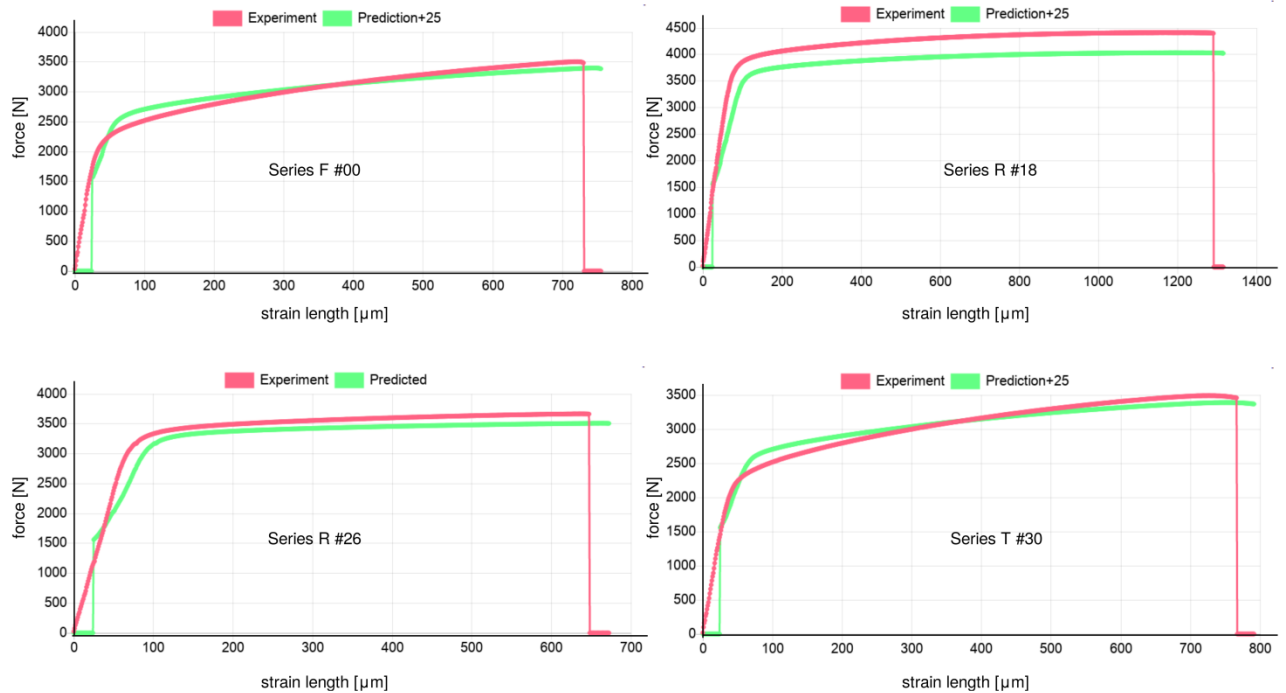 Experiment Prediction+25
4000
3500
3000
2500
2000
1500
1000
500
0
force [N]
Series F #00
0 100 200 300 400 500 600 700 800
strain length [µm]
Experiment Prediction+25
5000
4500
4000
3500
3000
2500
2000
1500
1000
500
0
force [N]
Series R #18
0 200 400 600 800 1000 1200 1400
strain length [µm]
Experiment Predicted
4000
3500
3000
2500
2000
1500
1000
500
0
force [N]
Series R #26
0 100 200 300 400 500 600 700
strain length [µm]
Experiment Prediction+25
3500
3000
2500
2000
1500
1000
500
0
force [N]
Series T #30
0 100 200 300 400 500 600 700 800
strain length [µm]